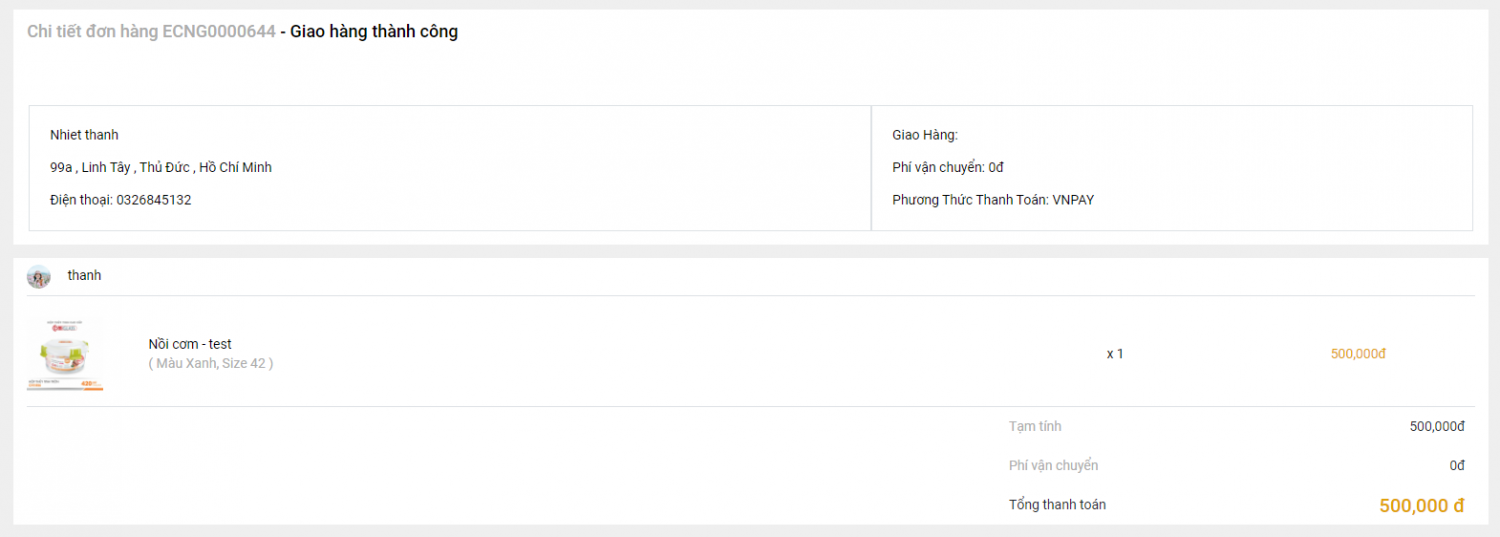 Chi tiết đơn hàng ECNG0000644 - Giao hàng thành công
Nhiet thanh
99a , Linh Tây , Thủ Đức , Hồ Chí Minh
Điện thoại: 0326845132
Giao Hàng:
Phí vận chuyển: 0đ
Phương Thức Thanh Toán: VNPAY
thanh
Nồi cơm - test
( Màu Xanh, Size 42 )
x 1
500,000đ
Tạm tính
500,000đ
Phí vận chuyển
0đ
Tổng thanh toán
500,000 đ